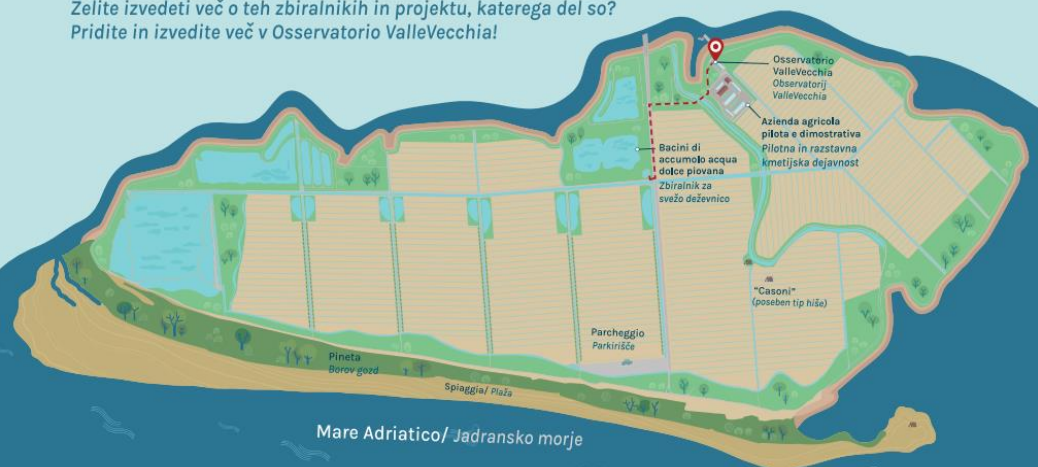 Želite izvedeti več o teh zbiralnikih in projektu, katerega del so?
Pridite in izvedite več v Osservatorio ValleVecchia!
Osservatorio
ValleVecchia
Observatorij
ValleVecchia
Azienda agricola
pilota e dimostrativa
Pilotna in razstavna
kmetijska dejavnost
Bacini di
accumolo acqua
dolce piovana
Zbiralnik za
svežo deževnico
"Casoni"
(poseben tip hiše)
Parcheggio
Parkirišče
Pineta
Borov gozd
Spiaggia/ Plaža
Mare Adriatico/ Jadransko morje